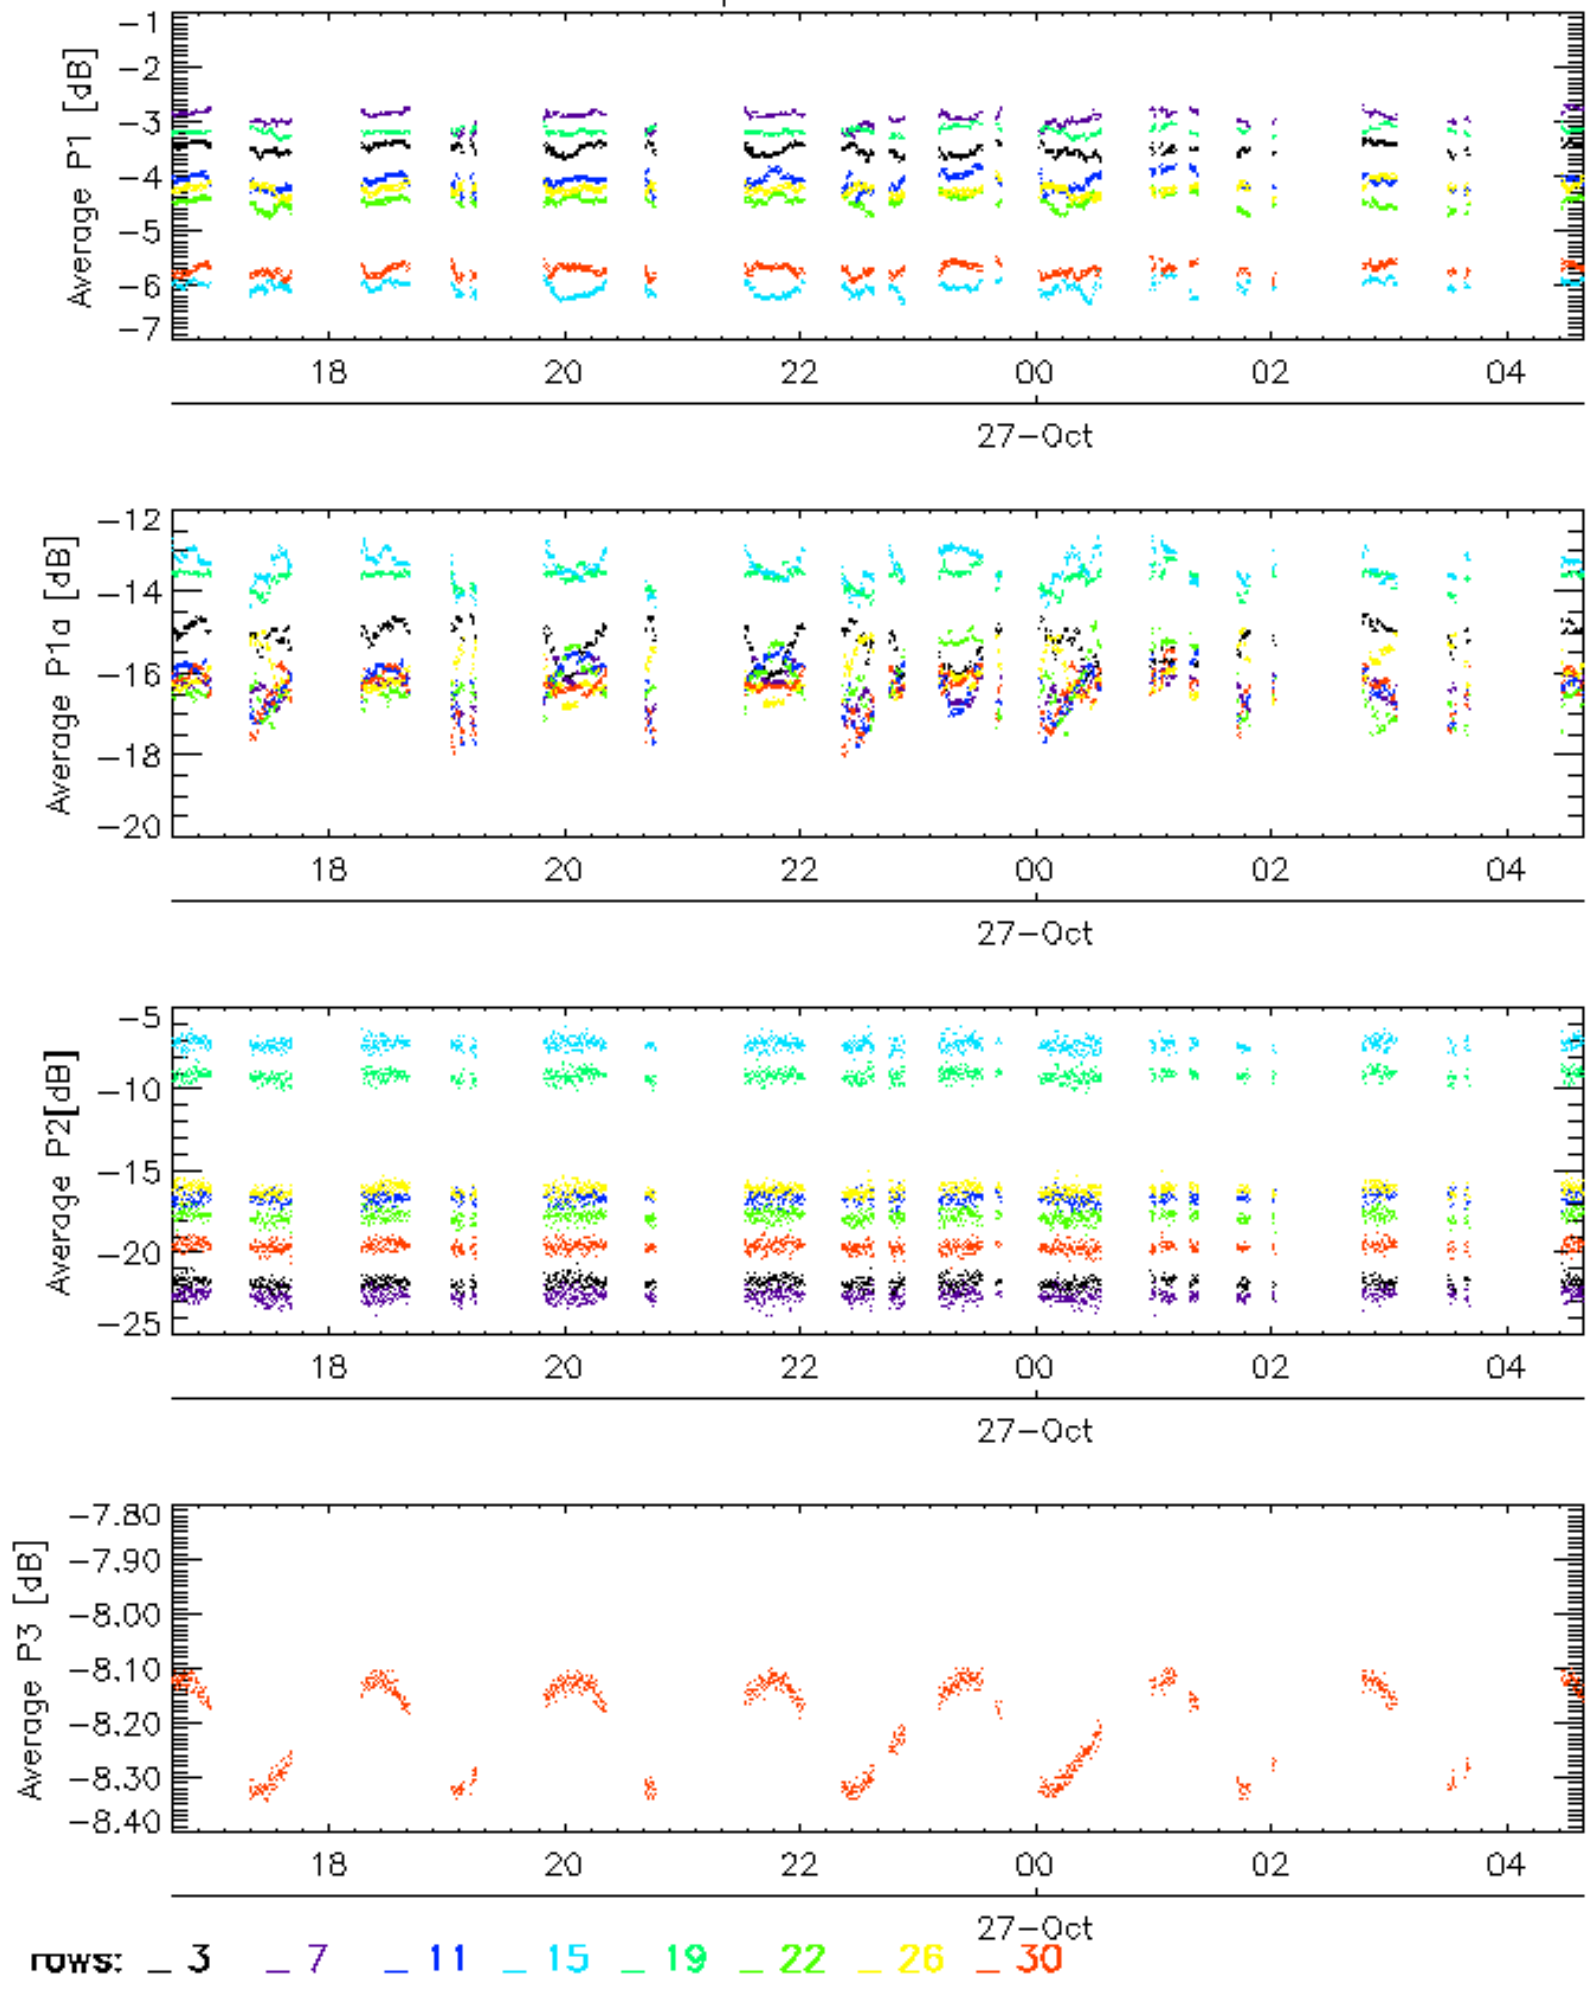 Average P1 [dB]
-1
-2
-3
-4
-5
-6
-7
18 20 22 00 02 04
27-Oct
Average P1a [dB]
-12
-14
-16
-18
-20
18 20 22 00 02 04
27-Oct
Average P2[dB]
-5
-10
-15
-20
-25
18 20 22 00 02 04
27-Oct
Average P3 [dB]
-7.80
-7.90
-8.00
-8.10
-8.20
-8.30
-8.40
18 20 22 00 02 04
27-Oct
rows: _ 3 _ 7 _ 11 _ 15 _ 19 _ 22 _ 26 _ 30